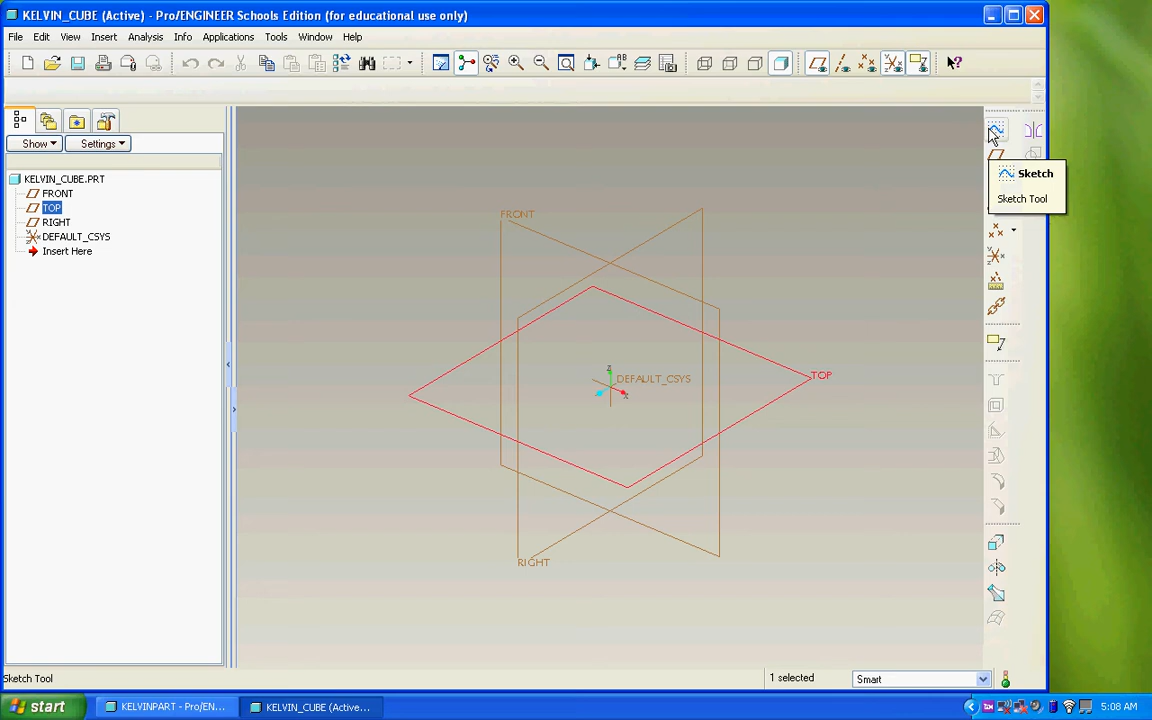 KELVIN_CUBE (Active) - Pro/ENGINEER Schools Edition (for educational use only)
File Edit View Insert Analysis Info Applications Tools Window Help
Show Settings
KELVIN_CUBE.PRT
FRONT
TOP
RIGHT
DEFAULT_CSYS
Insert Here
FRONT
TOP
DEFAULT_CSYS
X
RIGHT
Sketch
Sketch Tool
Sketch Tool
1 selected
Smart
start
KELVINPART - Pro/EN...
KELVIN_CUBE (Active...
5:08 AM